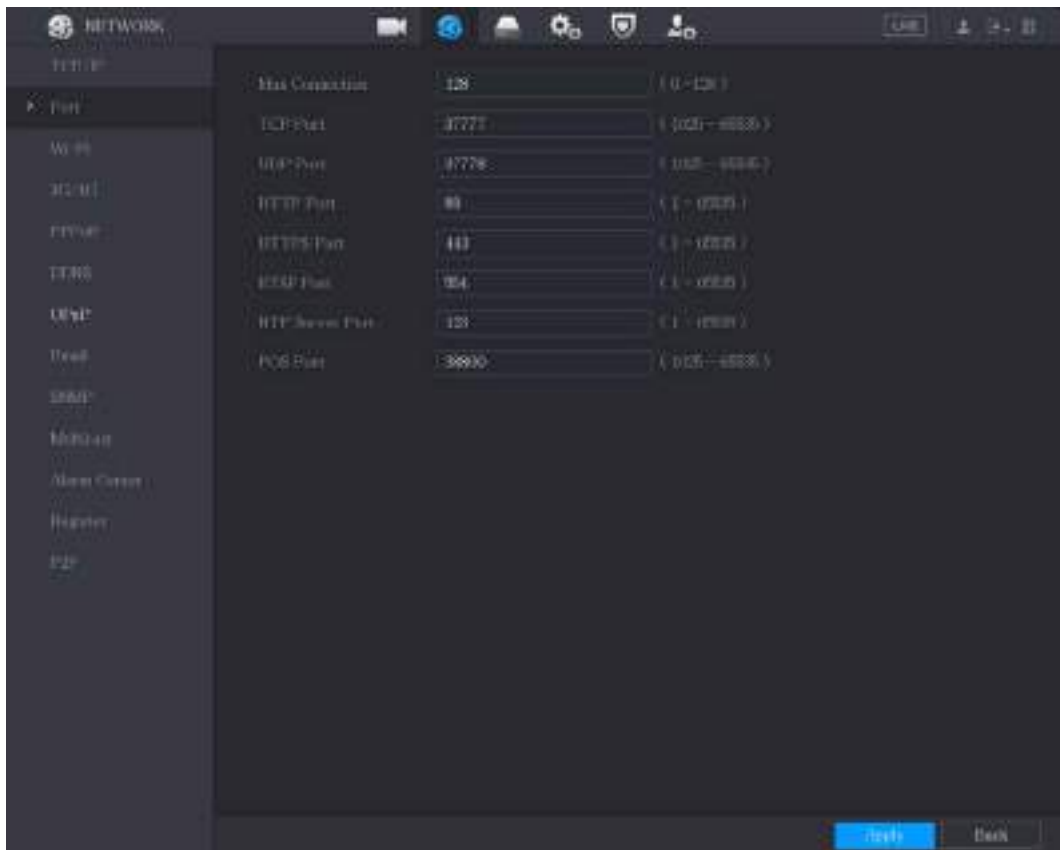 NETWORK
LIVE
TCP/IP
Port
Wi-Fi
3G/4G
PPPoE
DDNS
UPnP
Email
SNMP
Multicast
Alarm Center
Register
P2P
Max Connection 128 ( 0~128 )
TCP Port 37777 ( 1025~65535 )
UDP Port 37778 ( 1025~65535 )
HTTP Port 80 ( 1~65535 )
HTTPS Port 443 ( 1~65535 )
RTSP Port 554 ( 1~65535 )
NTP Server Port 123 ( 1~65535 )
POS Port 38800 ( 1025~65535 )
Apply Back